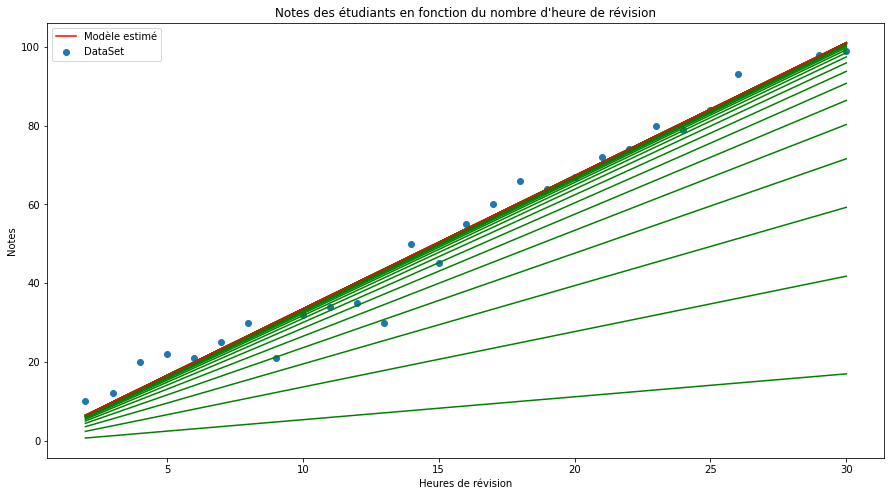 Notes des étudiants en fonction du nombre d'heure de révision
Modèle estimé
DataSet
100
80
60
40
20
0
Notes
5
10
15
20
25
30
Heures de révision